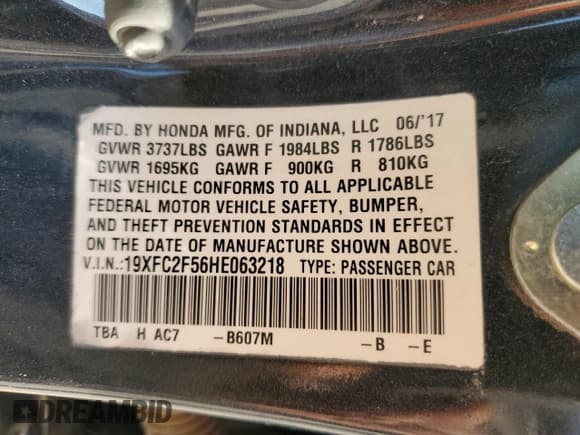 MFD. BY HONDA MFG. OF INDIANA, LLC 06/'17
GVWR 3737LBS GAWR F 1984LBS R 1786LBS
GVWR 1695KG GAWR F 900KG R 810KG
THIS VEHICLE CONFORMS TO ALL APPLICABLE
FEDERAL MOTOR VEHICLE SAFETY, BUMPER,
AND THEFT PREVENTION STANDARDS IN EFFECT
ON THE DATE OF MANUFACTURE SHOWN ABOVE.
V.I.N.:19XFC2F56HE063218 TYPE: PASSENGER CAR
TBA H AC7 -B607M -B -E
DREAMBID